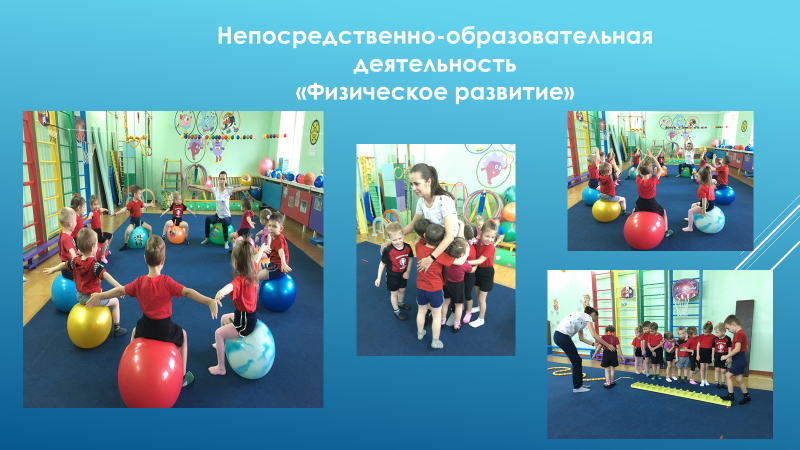 Непосредственно-образовательная
деятельность
«Физическое развитие»